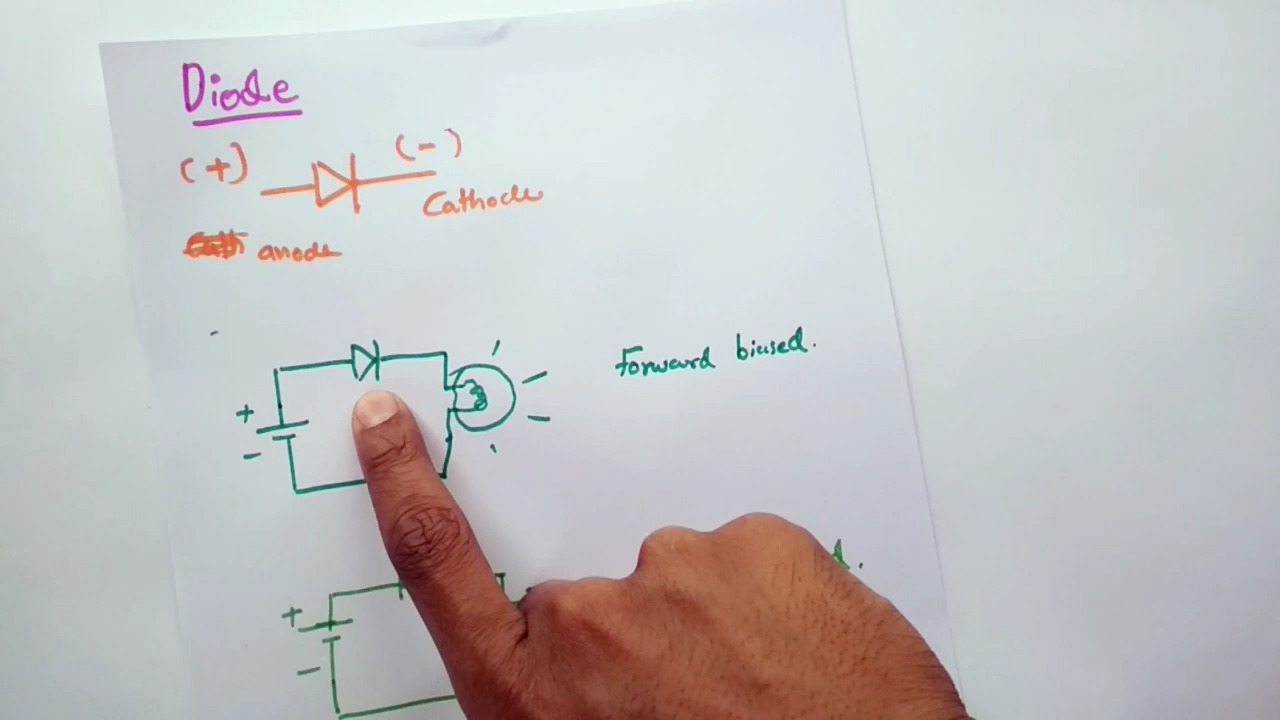 Diode
(+) (-)
Cathode
anode
+
-
Forward biased.
+
-